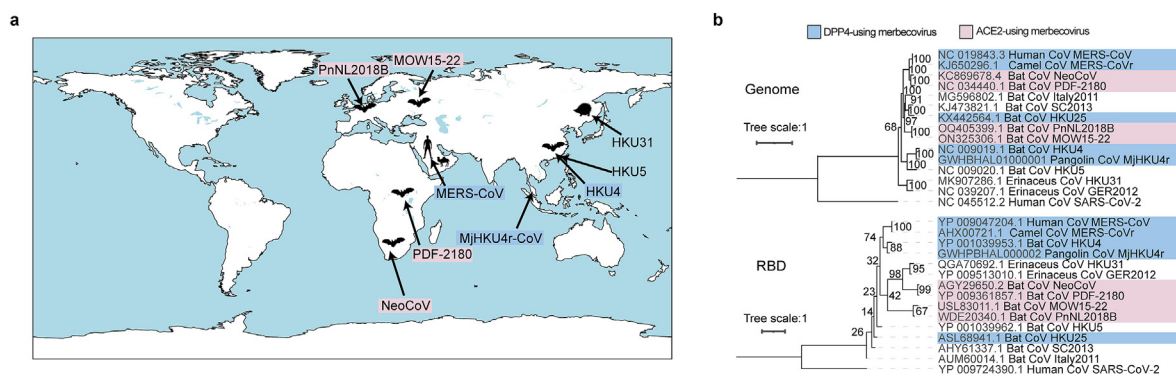 a
MOW15-22
PnNL2018B
HKU31
HKU5
HKU4
MERS-CoV
MjHKU4r-CoV
PDF-2180
NeoCoV
b
DPP4-using merbecovirus
ACE2-using merbecovirus
Genome
Tree scale:1
NC 019843.3 Human CoV MERS-CoV
KJ650296.1 Camel CoV MERS-CoVr
KC869678.4 Bat CoV NeoCoV
NC 034440.1 Bat CoV PDF-2180
MG596802.1 Bat CoV Italy2011
KJ473821.1 Bat CoV SC2013
KX442564.1 Bat CoV HKU25
OQ405399.1 Bat CoV PnNL2018B
ON325306.1 Bat CoV MOW15-22
NC 009019.1 Bat CoV HKU4
GWHBHAL01000001 Pangolin CoV MjHKU4r
NC 009020.1 Bat CoV HKU5
MK907286.1 Erinaceus CoV HKU31
NC 039207.1 Erinaceus CoV GER2012
NC 045512.2 Human SARS-CoV-2
100
100
100
100
91
100
97
68
100
100
100
100
RBD
Tree scale:1
YP 009047204.1 Human CoV MERS-CoV
AHX00721.1 Camel CoV MERS-CoVr
YP 001039953.1 Bat CoV HKU4
GWHPBHAL000002 Pangolin CoV MjHKU4r
QGA70692.1 Erinaceus CoV HKU31
YP 009513010.1 Erinaceus CoV GER2012
AGY29650.2 Bat CoV NeoCoV
YP 009361857.1 Bat CoV PDF-2180
USL83011.1 Bat CoV MOW15-22
WDE20340.1 Bat CoV PnNL2018B
YP 001039962.1 Bat CoV HKU5
ASL68941.1 Bat CoV HKU25
AHY61337.1 Bat CoV SC2013
AUM60014.1 Bat CoV Italy2011
YP 009724390.1 Human CoV SARS-CoV-2
100
74
88
32
95
98
99
23
42
67
14
26